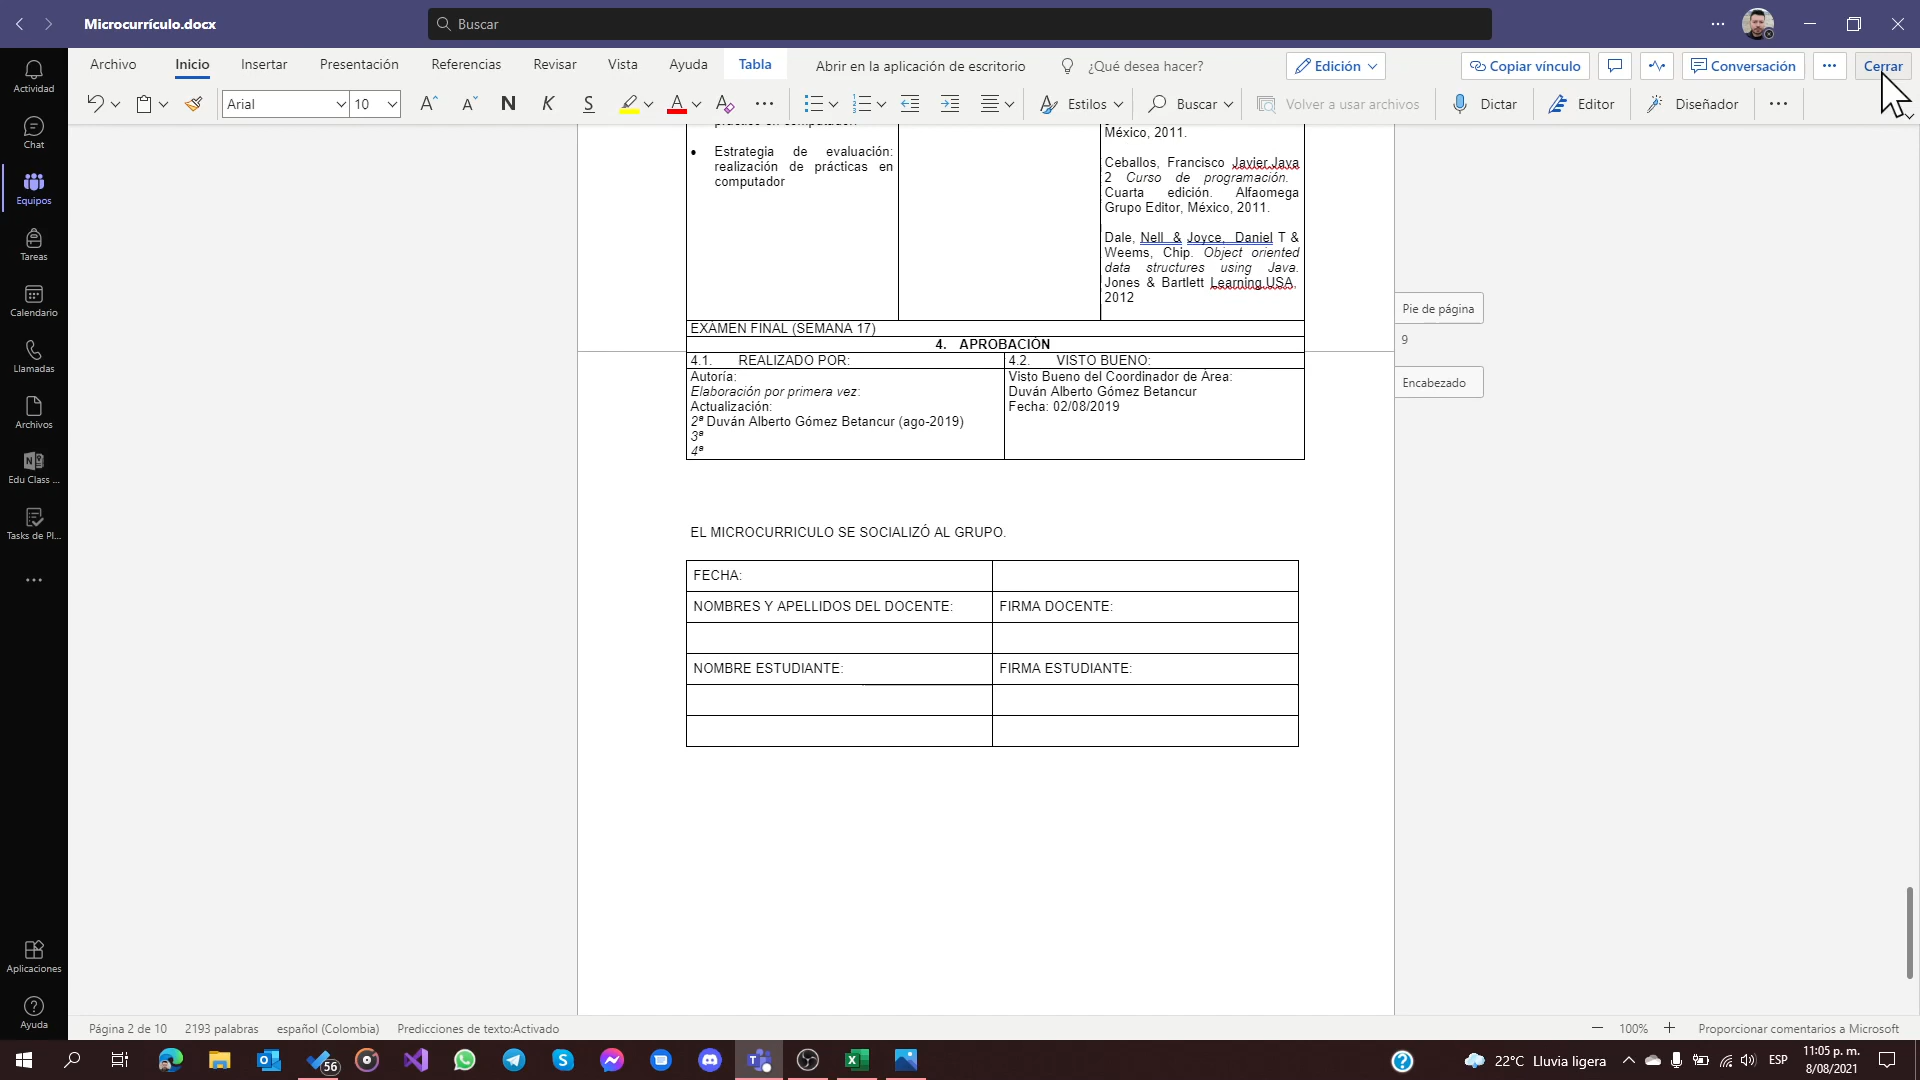 Microcurrículo.docx
Buscar
Archivo Inicio Insertar Presentación Referencias Revisar Vista Ayuda Tabla Abrir en la aplicación de escritorio ¿Qué desea hacer? Edición Copiar vínculo Conversación Cerrar
Arial 10 N K S A Estilos Buscar Volver a usar archivos Dictar Editor Diseñador
Actividad
Chat
Equipos
Tareas
Calendario
Llamadas
Archivos
Edu Class ...
Tasks de Pl...
Aplicaciones
Ayuda
• Estrategia de evaluación:
realización de prácticas en
computador
México, 2011.
Ceballos, Francisco Javier.Java
2 Curso de programación.
Cuarta edición. Alfaomega
Grupo Editor, México, 2011.
Dale, Nell & Joyce, Daniel T &
Weems, Chip. Object oriented
data structures using Java.
Jones & Bartlett Learning.USA,
2012
EXÁMEN FINAL (SEMANA 17)
4. APROBACIÓN
4.1. REALIZADO POR: 4.2. VISTO BUENO:
Autoría:
Elaboración por primera vez:
Actualización:
2ª Duván Alberto Gómez Betancur (ago-2019)
3ª
4ª
Visto Bueno del Coordinador de Área:
Duván Alberto Gómez Betancur
Fecha: 02/08/2019
Pie de página
9
Encabezado
EL MICROCURRICULO SE SOCIALIZÓ AL GRUPO.
FECHA:
NOMBRES Y APELLIDOS DEL DOCENTE: FIRMA DOCENTE:
NOMBRE ESTUDIANTE: FIRMA ESTUDIANTE:
Página 2 de 10 2193 palabras español (Colombia) Predicciones de texto:Activado
100% Proporcionar comentarios a Microsoft
56
22°C Lluvia ligera ESP
11:05 p. m.
8/08/2021